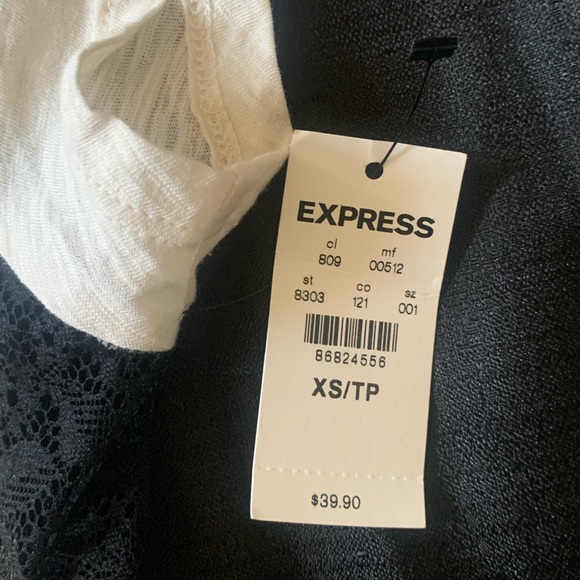 EXPRESS
cl mf
809 00512
st co sz
8303 121 001
86824556
XS/TP
$39.90